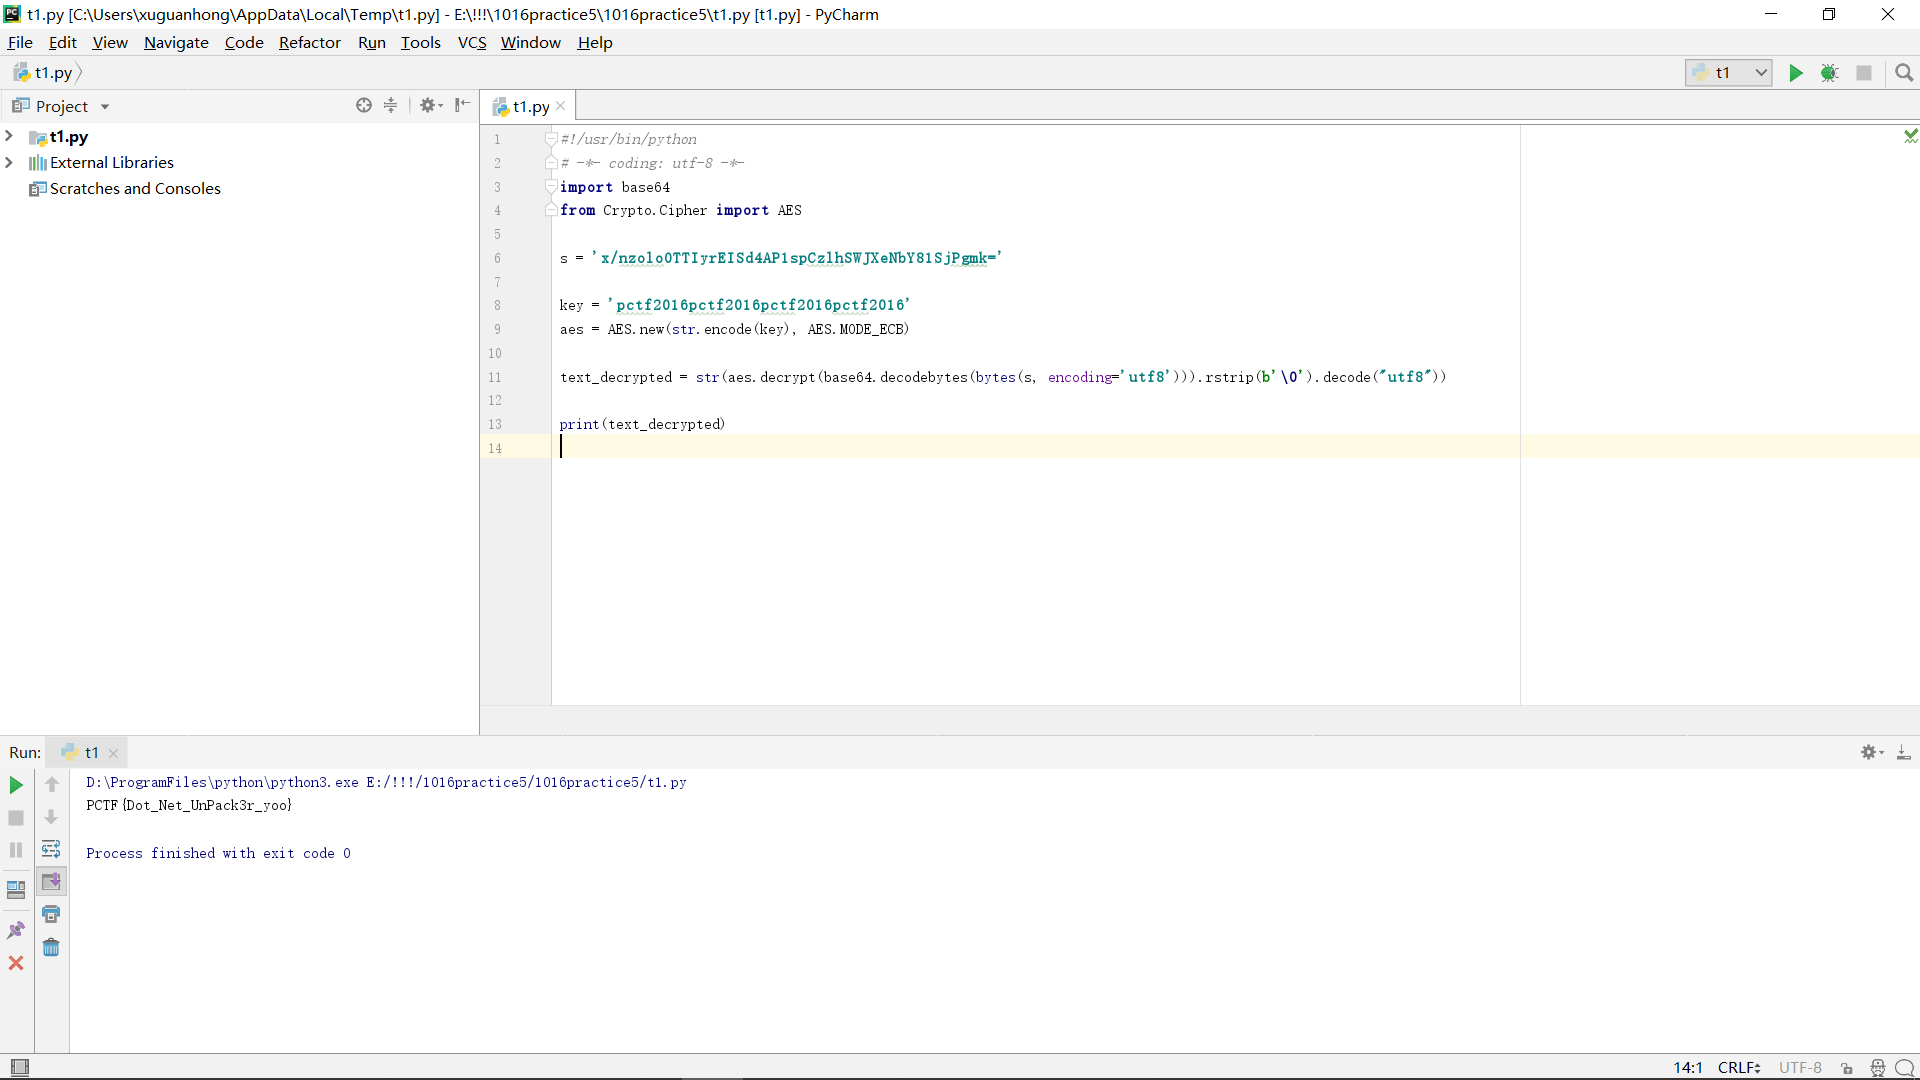 t1.py [C:\Users\xuguanhong\AppData\Local\Temp\t1.py] - E:\!!!\1016practice5\1016practice5\t1.py [t1.py] - PyCharm
File Edit View Navigate Code Refactor Run Tools VCS Window Help
t1.py
t1
Project
t1.py
t1.py
External Libraries
Scratches and Consoles
1 #!/usr/bin/python
2 # -*- coding: utf-8 -*-
3 import base64
4 from Crypto.Cipher import AES
5
6 s = 'x/nzolo0TTIyrEISd4AP1spCzlhSWJXeNbY81SjPgmk='
7
8 key = 'pctf2016pctf2016pctf2016pctf2016'
9 aes = AES.new(str.encode(key), AES.MODE_ECB)
10
11 text_decrypted = str(aes.decrypt(base64.decodebytes(bytes(s, encoding='utf8'))).rstrip(b'\0').decode("utf8"))
12
13 print(text_decrypted)
14
Run: t1
D:\ProgramFiles\python\python3.exe E:/!!!/1016practice5/1016practice5/t1.py
PCTF{Dot_Net_UnPack3r_yoo}
Process finished with exit code 0
14:1 CRLF UTF-8